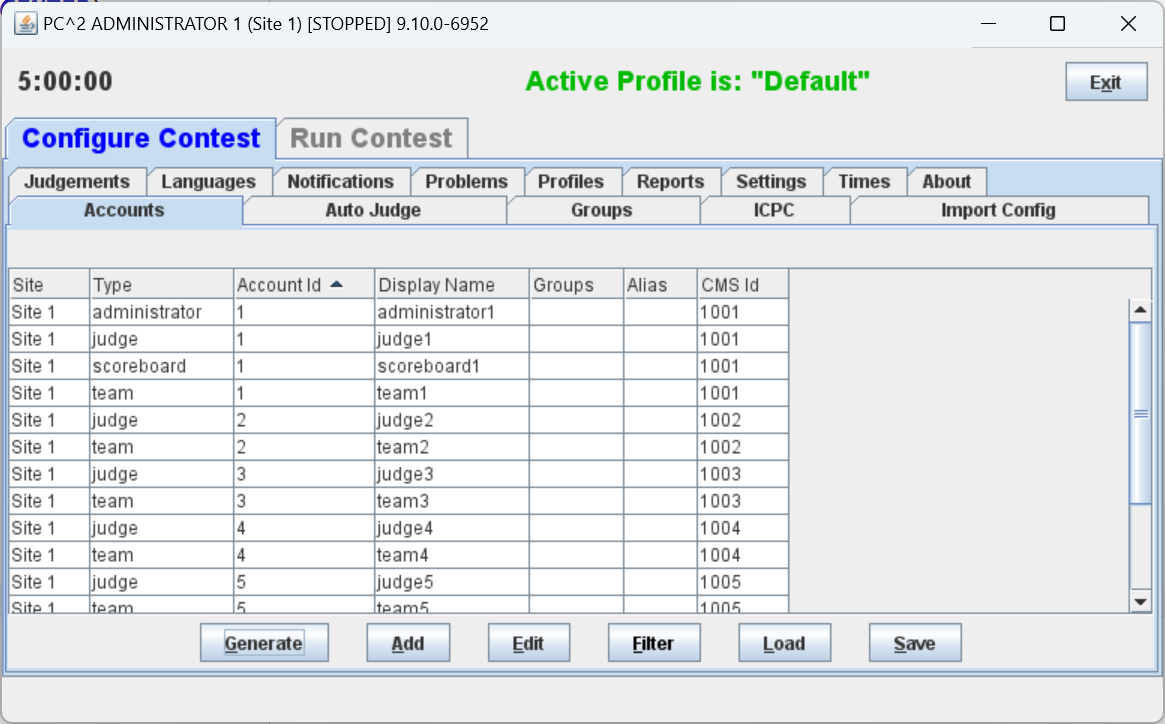 PC^2 ADMINISTRATOR 1 (Site 1) [STOPPED] 9.10.0-6952
5:00:00 Active Profile is: "Default" Exit
Configure Contest Run Contest
Judgements Languages Notifications Problems Profiles Reports Settings Times About
Accounts Auto Judge Groups ICPC Import Config
Site Type Account Id Display Name Groups Alias CMS Id
Site 1 administrator 1 administrator1 1001
Site 1 judge 1 judge1 1001
Site 1 scoreboard 1 scoreboard1 1001
Site 1 team 1 team1 1001
Site 1 judge 2 judge2 1002
Site 1 team 2 team2 1002
Site 1 judge 3 judge3 1003
Site 1 team 3 team3 1003
Site 1 judge 4 judge4 1004
Site 1 team 4 team4 1004
Site 1 judge 5 judge5 1005
Site 1 team 5 team5 1005
Generate Add Edit Filter Load Save